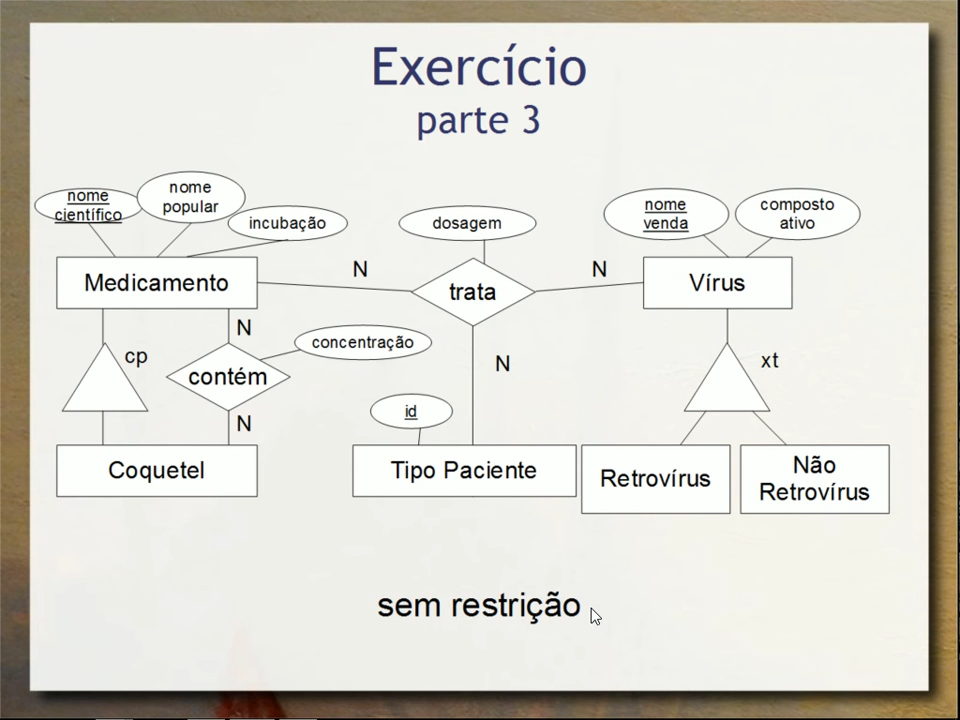 Exercício
parte 3
nome
científico
nome
popular
incubação
dosagem
nome
venda
composto
ativo
Medicamento
N
trata
N
Vírus
cp
N
contém
concentração
N
xt
N
id
Coquetel
Tipo Paciente
Retrovírus
Não
Retrovírus
sem restrição